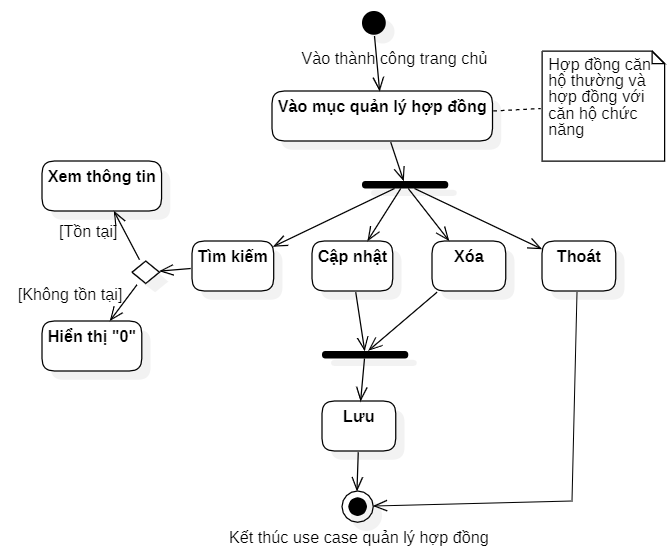 Vào thành công trang chủ
Vào mục quản lý hợp đồng
Hợp đồng căn
hộ thường và
hợp đồng với
căn hộ chức
năng
Xem thông tin
[Tồn tại]
Tìm kiếm
Cập nhật
Xóa
Thoát
[Không tồn tại]
Hiển thị "0"
Lưu
Kết thúc use case quản lý hợp đồng